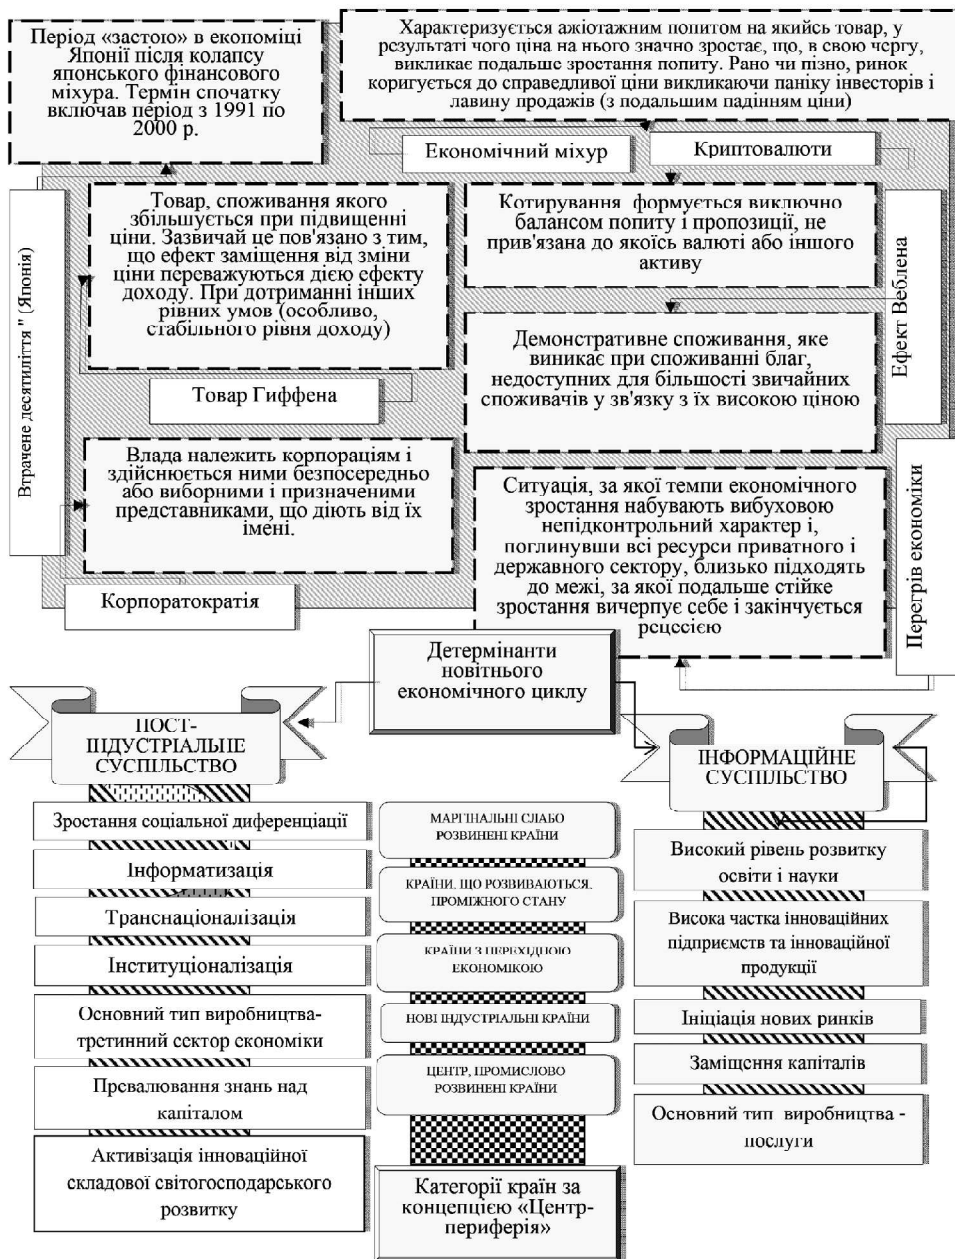 Період «застою» в економіці
Японії після колапсу
японського фінансового
міхура. Термін спочатку
включав період з 1991 по
2000 р.
Характеризується ажіотажним попитом на якийсь товар, у
результаті чого ціна на нього значно зростає, що, в свою чергу,
викликає подальше зростання попиту. Рано чи пізно, ринок
коригується до справедливої ціни викликаючи паніку інвесторів і
лавину продажів (з подальшим падінням ціни)
Економічний міхур
Криптовалюти
Втрачене десятиліття " (Японія)
Товар, споживання якого
збільшується при підвищенні
ціни. Зазвичай це пов'язано з тим,
що ефект заміщення від зміни
ціни переважуються дією ефекту
доходу. При дотриманні інших
рівних умов (особливо,
стабільного рівня доходу)
Котирування формується виключно
балансом попиту і пропозиції, не
прив'язана до якоїсь валюті або іншого
активу
Ефект Веблена
Демонстративне споживання, яке
виникає при споживанні благ,
недоступних для більшості звичайних
споживачів у зв'язку з їх високою ціною
Товар Гиффена
Влада належить корпораціям і
здійснюється ними безпосередньо
або виборними і призначеними
представниками, що діють від їх
імені.
Ситуація, за якої темпи економічного
зростання набувають вибуховою
непідконтрольний характер і,
поглинувши всі ресурси приватного і
державного сектору, близько підходять
до межі, за якої подальше стійке
зростання вичерпує себе і закінчується
рецесією
Перегрів економіки
Корпоратократія
Детермінанти
новітнього
економічного циклу
ПОСТ-
ІНДУСТРІАЛЬНЕ
СУСПІЛЬСТВО
Зростання соціальної диференціації
Інформатизація
Транснаціоналізація
Інституціоналізація
Основний тип виробництва-
третинний сектор економіки
Превалювання знань над
капіталом
Активізація інноваційної
складової світогосподарського
розвитку
МАРГІНАЛЬНІ СЛАБО
РОЗВИНЕНІ КРАЇНИ
КРАЇНИ, ЩО РОЗВИВАЮТЬСЯ,
ПРОМІЖНОГО СТАНУ
КРАЇНИ З ПЕРЕХІДНОЮ
ЕКОНОМІКОЮ
НОВІ ІНДУСТРІАЛЬНІ КРАЇНИ
ЦЕНТР, ПРОМИСЛОВО
РОЗВИНЕНІ КРАЇНИ
Категорії країн за
концепцією «Центр-
периферія»
ІНФОРМАЦІЙНЕ
СУСПІЛЬСТВО
Високий рівень розвитку
освіти і науки
Висока частка інноваційних
підприємств та інноваційної
продукції
Ініціація нових ринків
Заміщення капіталів
Основний тип виробництва -
послуги